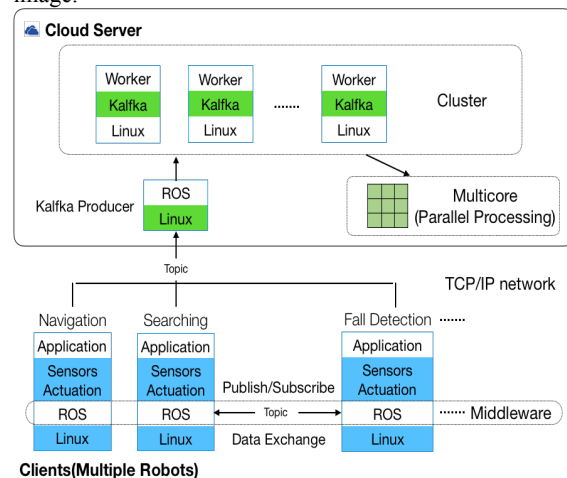 image.
Cloud Server
Worker Worker Worker
Kalfka Kalfka ....... Kalfka
Linux Linux Linux
Cluster
Kalfka Producer
ROS
Linux
Multicore
(Parallel Processing)
Topic
TCP/IP network
Navigation Searching Fall Detection .......
Application Application Application
Sensors Sensors Sensors
Actuation Actuation Actuation
Publish/Subscribe
ROS ROS Topic ROS ....... Middleware
Linux Linux Data Exchange Linux
Clients(Multiple Robots)